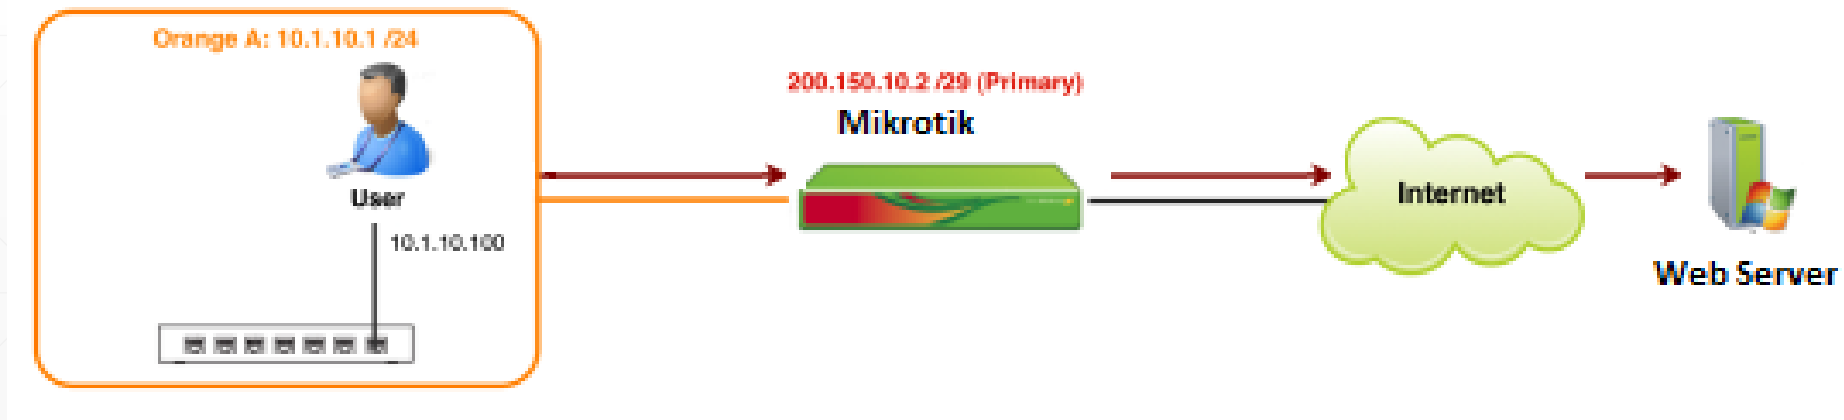 Orange A: 10.1.10.1 /24
User
10.1.10.100
200.150.10.2 /29 (Primary)
Mikrotik
Internet
Web Server